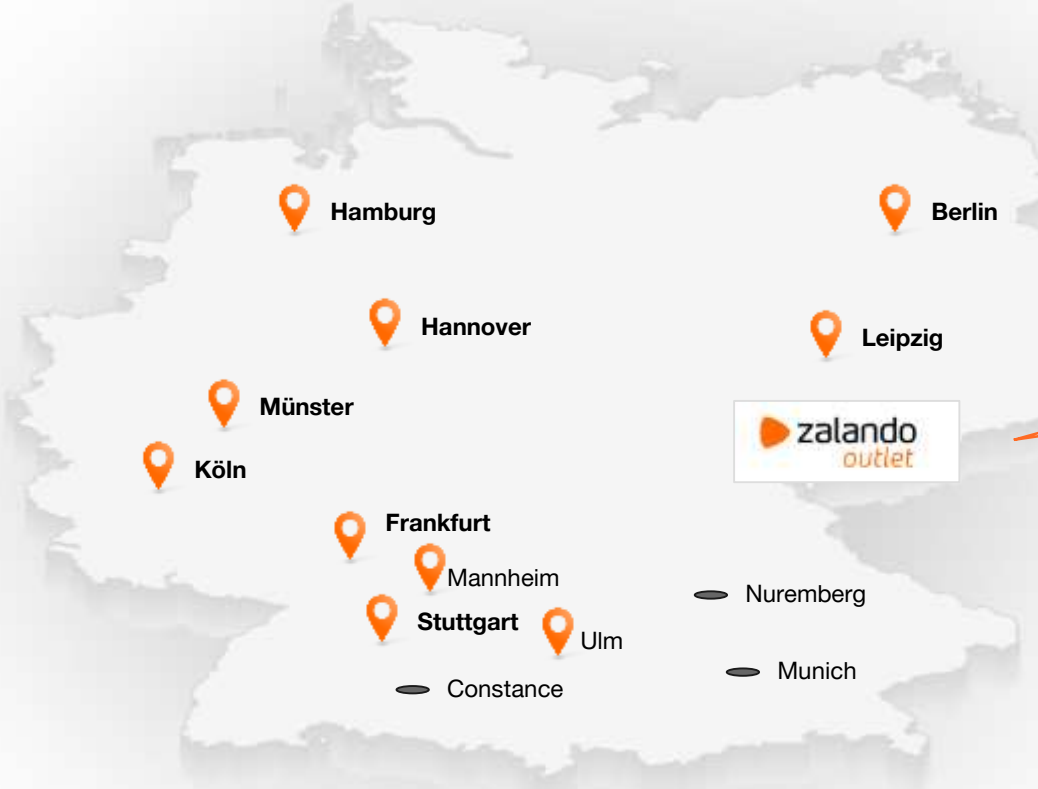 Hamburg
Berlin
Hannover
Leipzig
Münster
zalando
outlet
Köln
Frankfurt
Mannheim
Nuremberg
Stuttgart
Ulm
Munich
Constance